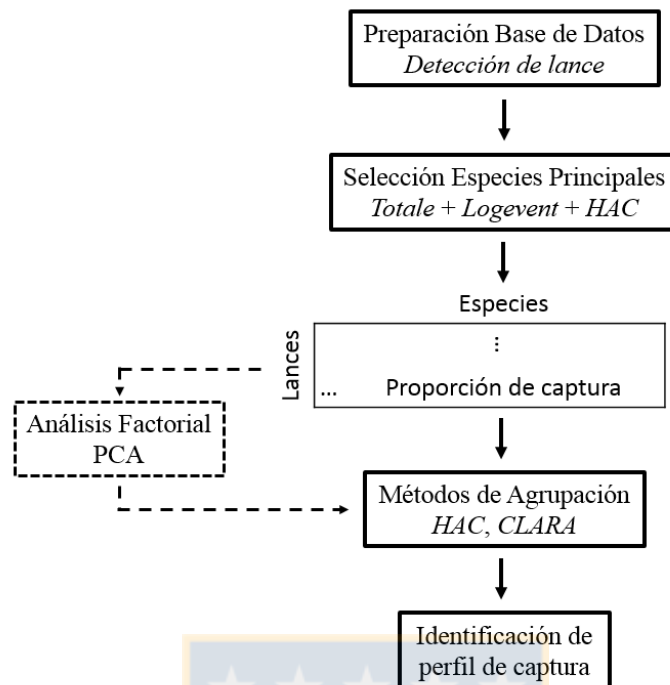 Preparación Base de Datos
Detección de lance
Selección Especies Principales
Totale + Logevent + HAC
Especies
Lances
⋮
... Proporción de captura
Análisis Factorial
PCA
Métodos de Agrupación
HAC, CLARA
Identificación de
perfil de captura